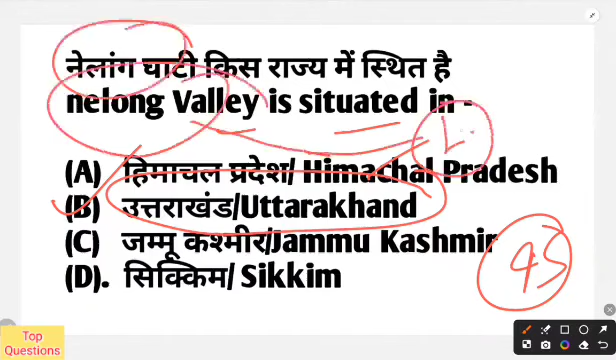 नेलांग घाटी किस राज्य में स्थित है
nelong Valley is situated in -
(A) हिमाचल प्रदेश/ Himachal Pradesh
(B) उत्तराखंड/Uttarakhand
(C) जम्मू कश्मीर/Jammu Kashmir
(D). सिक्किम/ Sikkim
45
Top
Questions